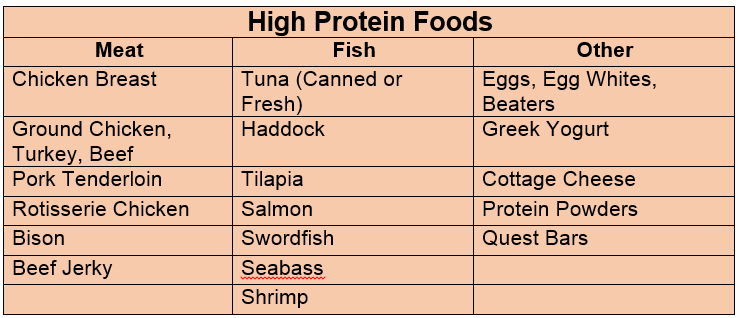 High Protein Foods
Meat Fish Other
Chicken Breast Tuna (Canned or Eggs, Egg Whites,
Fresh) Beaters
Ground Chicken, Haddock Greek Yogurt
Turkey, Beef
Pork Tenderloin Tilapia Cottage Cheese
Rotisserie Chicken Salmon Protein Powders
Bison Swordfish Quest Bars
Beef Jerky Seabass
Shrimp